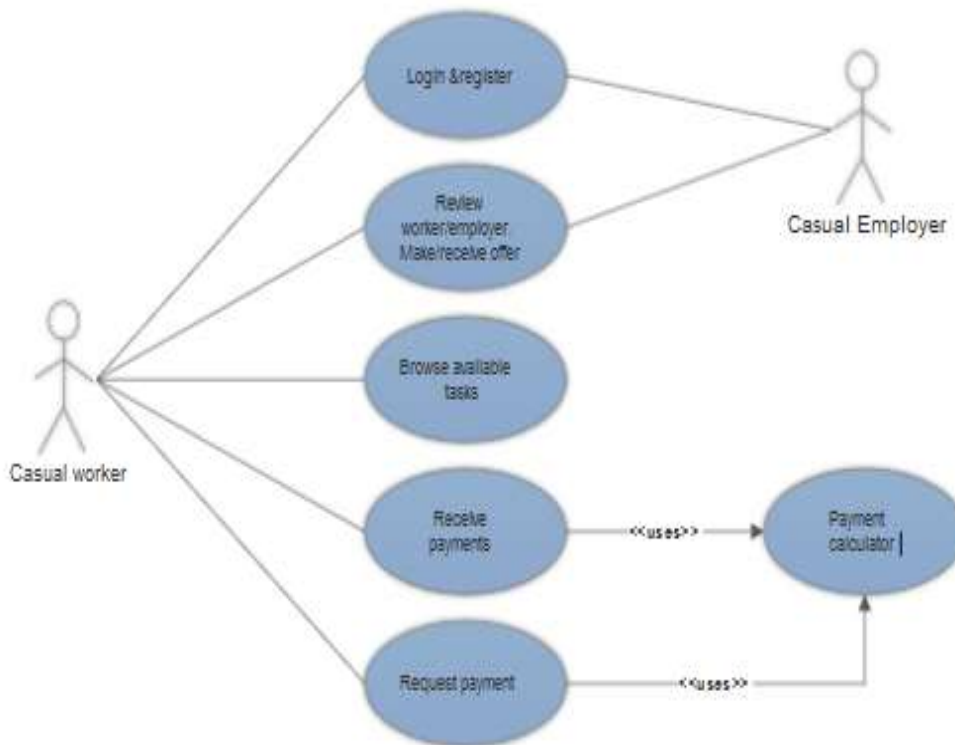 Login &register
Review
worker/employer
Make/receive offer
Casual Employer
Browse available
tasks
Casual worker
Receive
payments
<<uses>>
Payment
calculator
Request payment
<<uses>>